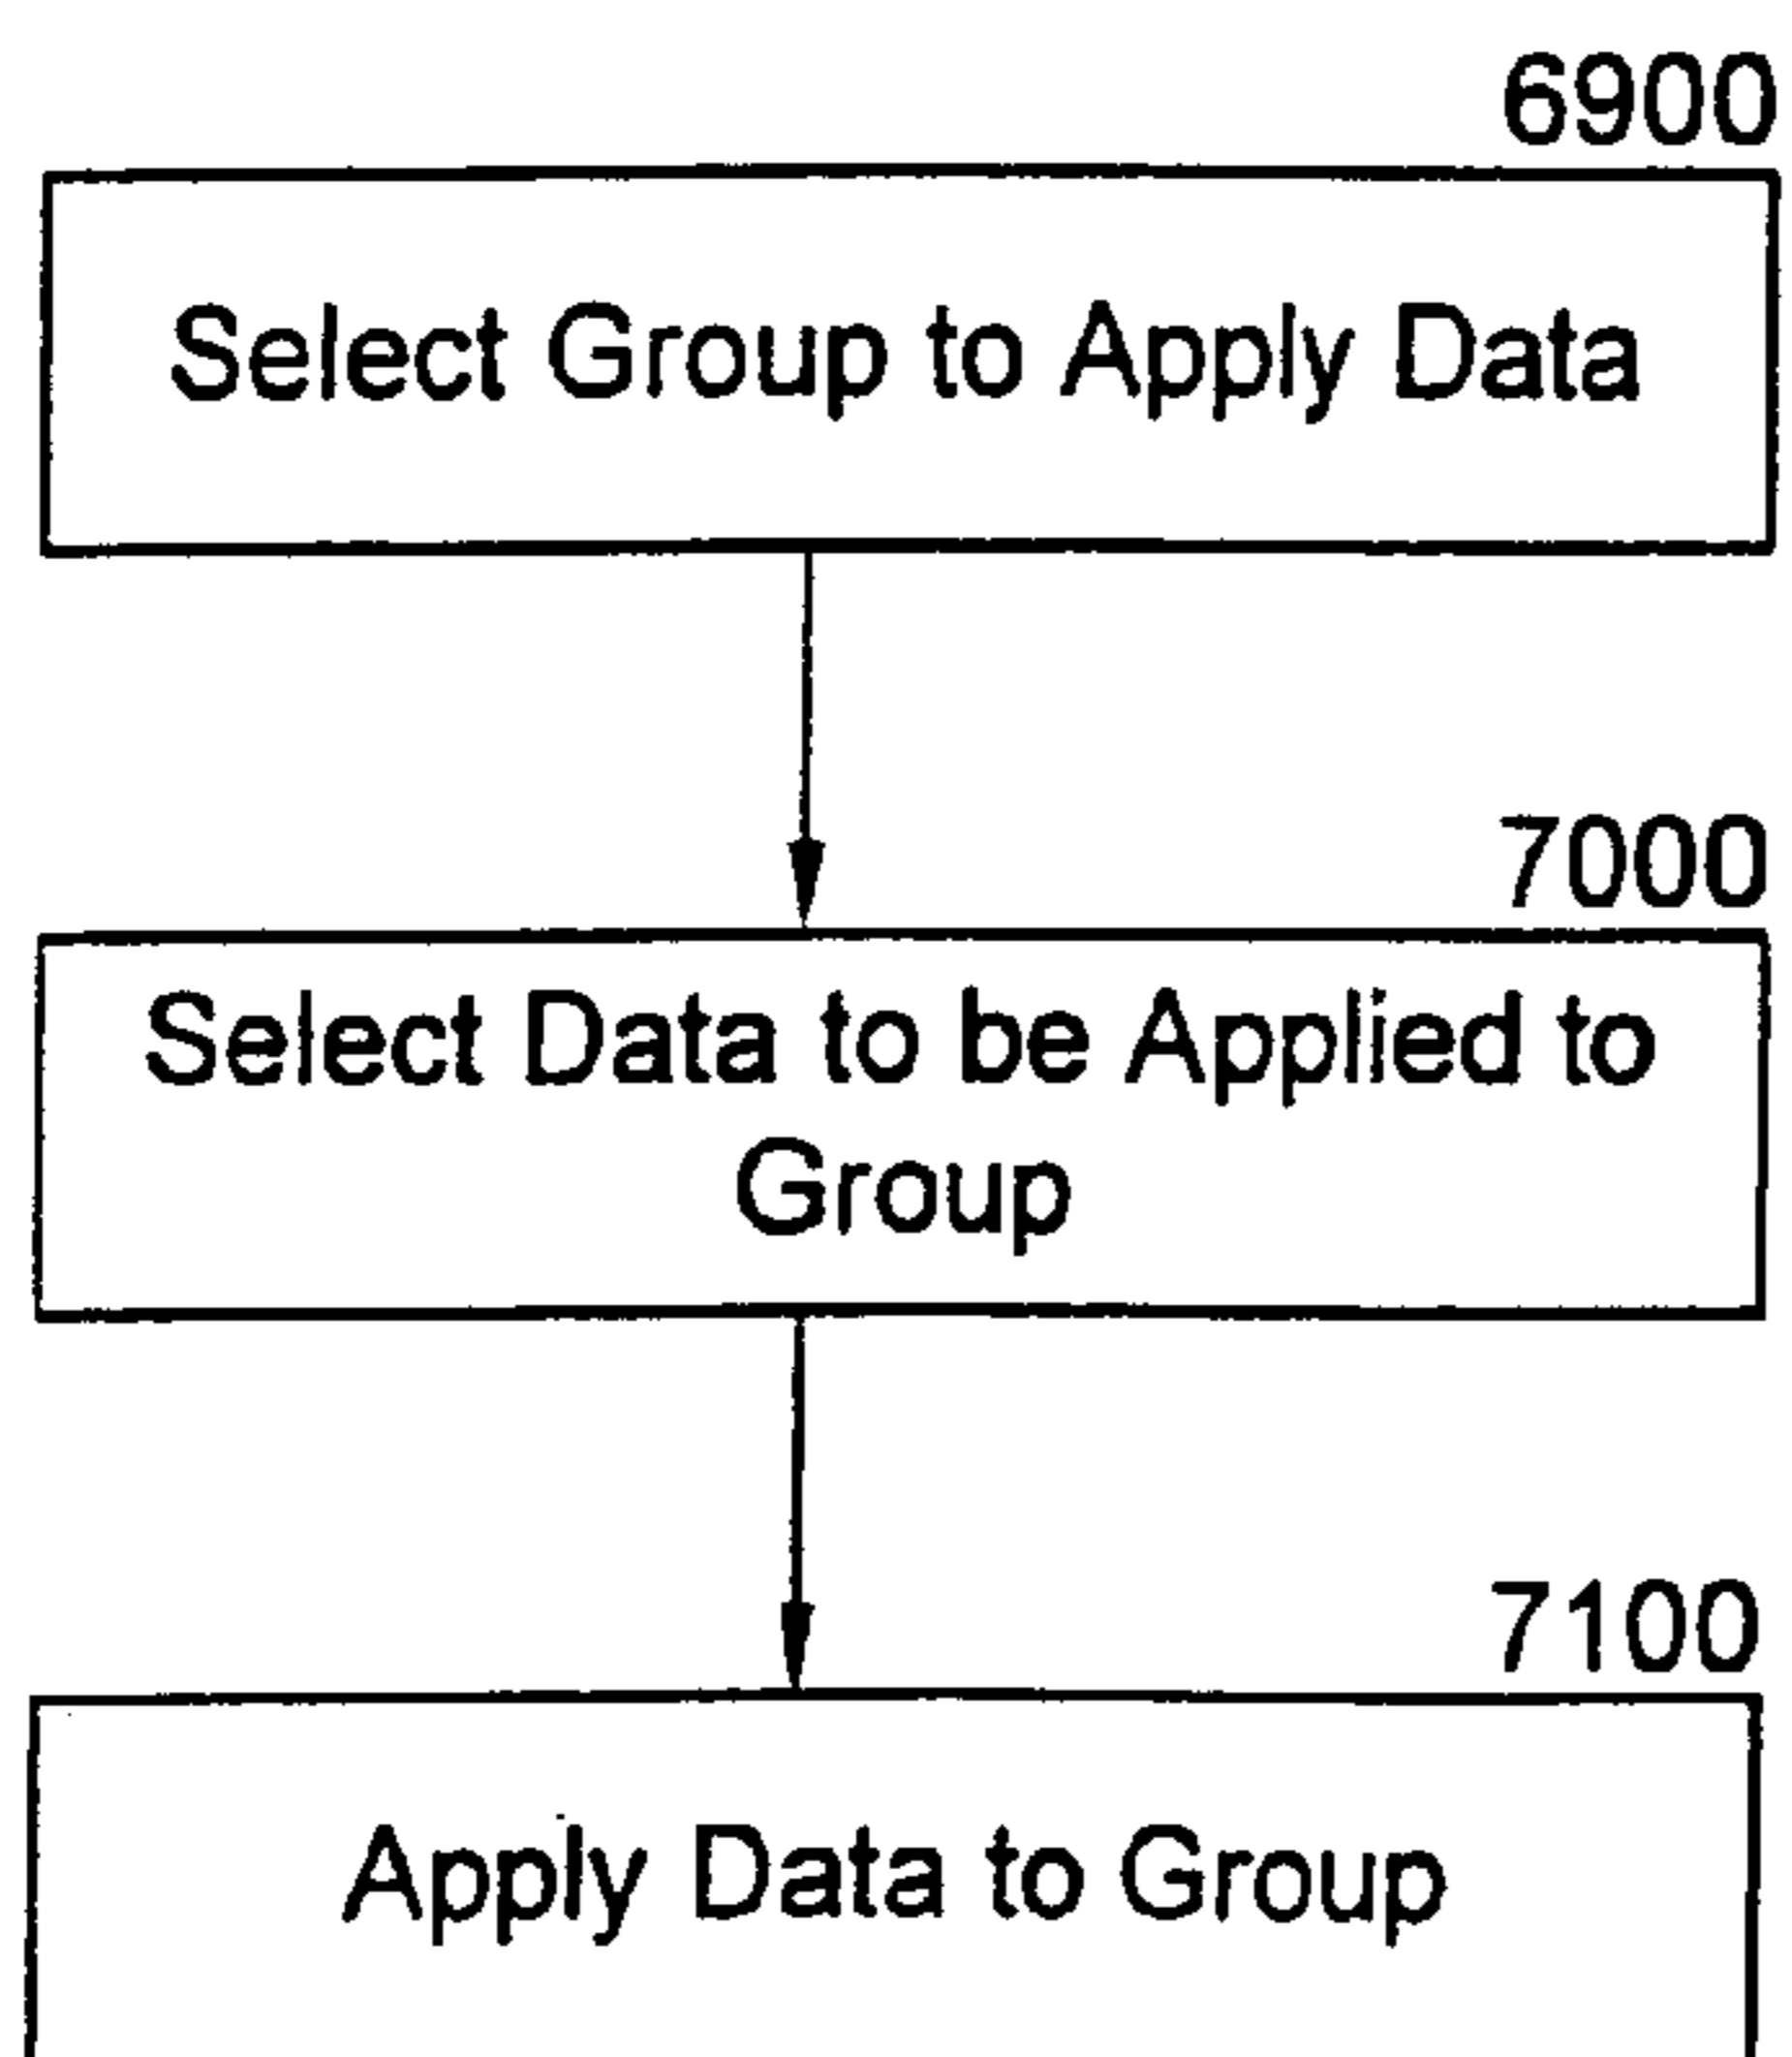 6900
Select Group to Apply Data
7000
Select Data to be Applied to
Group
7100
Apply Data to Group